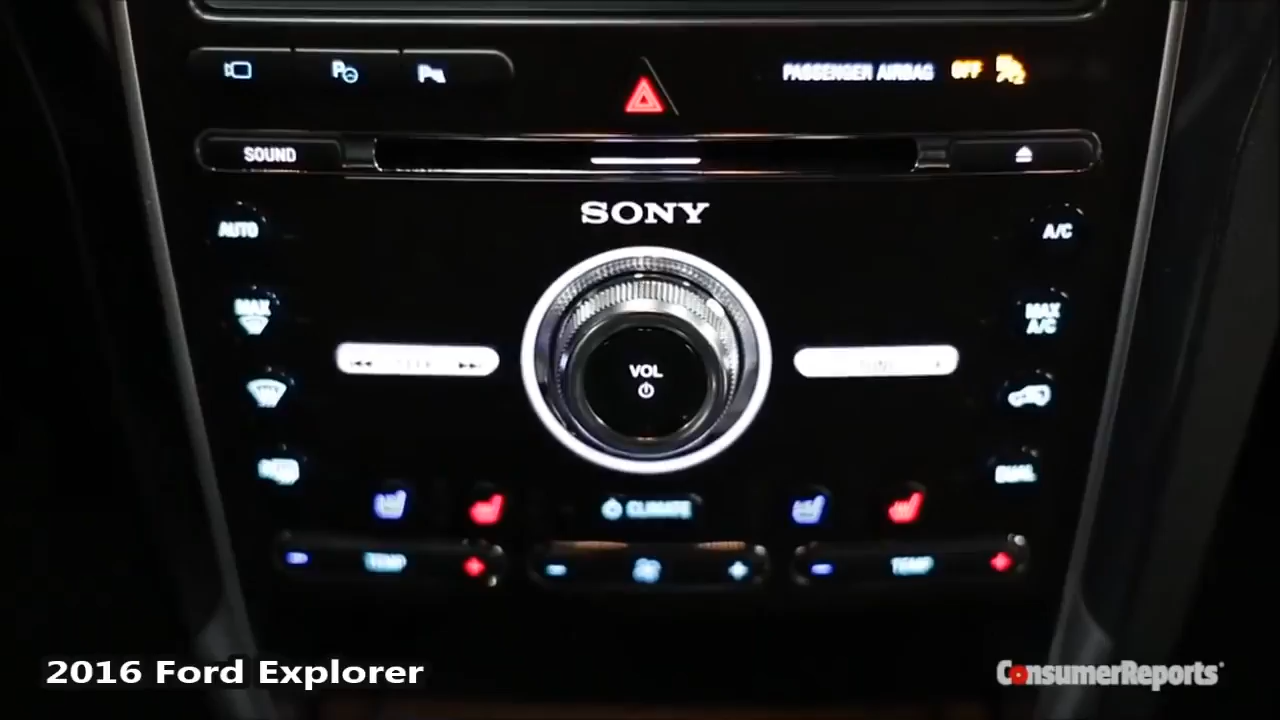 PASSENGER AIRBAG OFF
SOUND
SONY
AUTO
A/C
MAX
MAX
A/C
VOL
DUAL
CLIMATE
TEMP
TEMP
2016 Ford Explorer
ConsumerReports